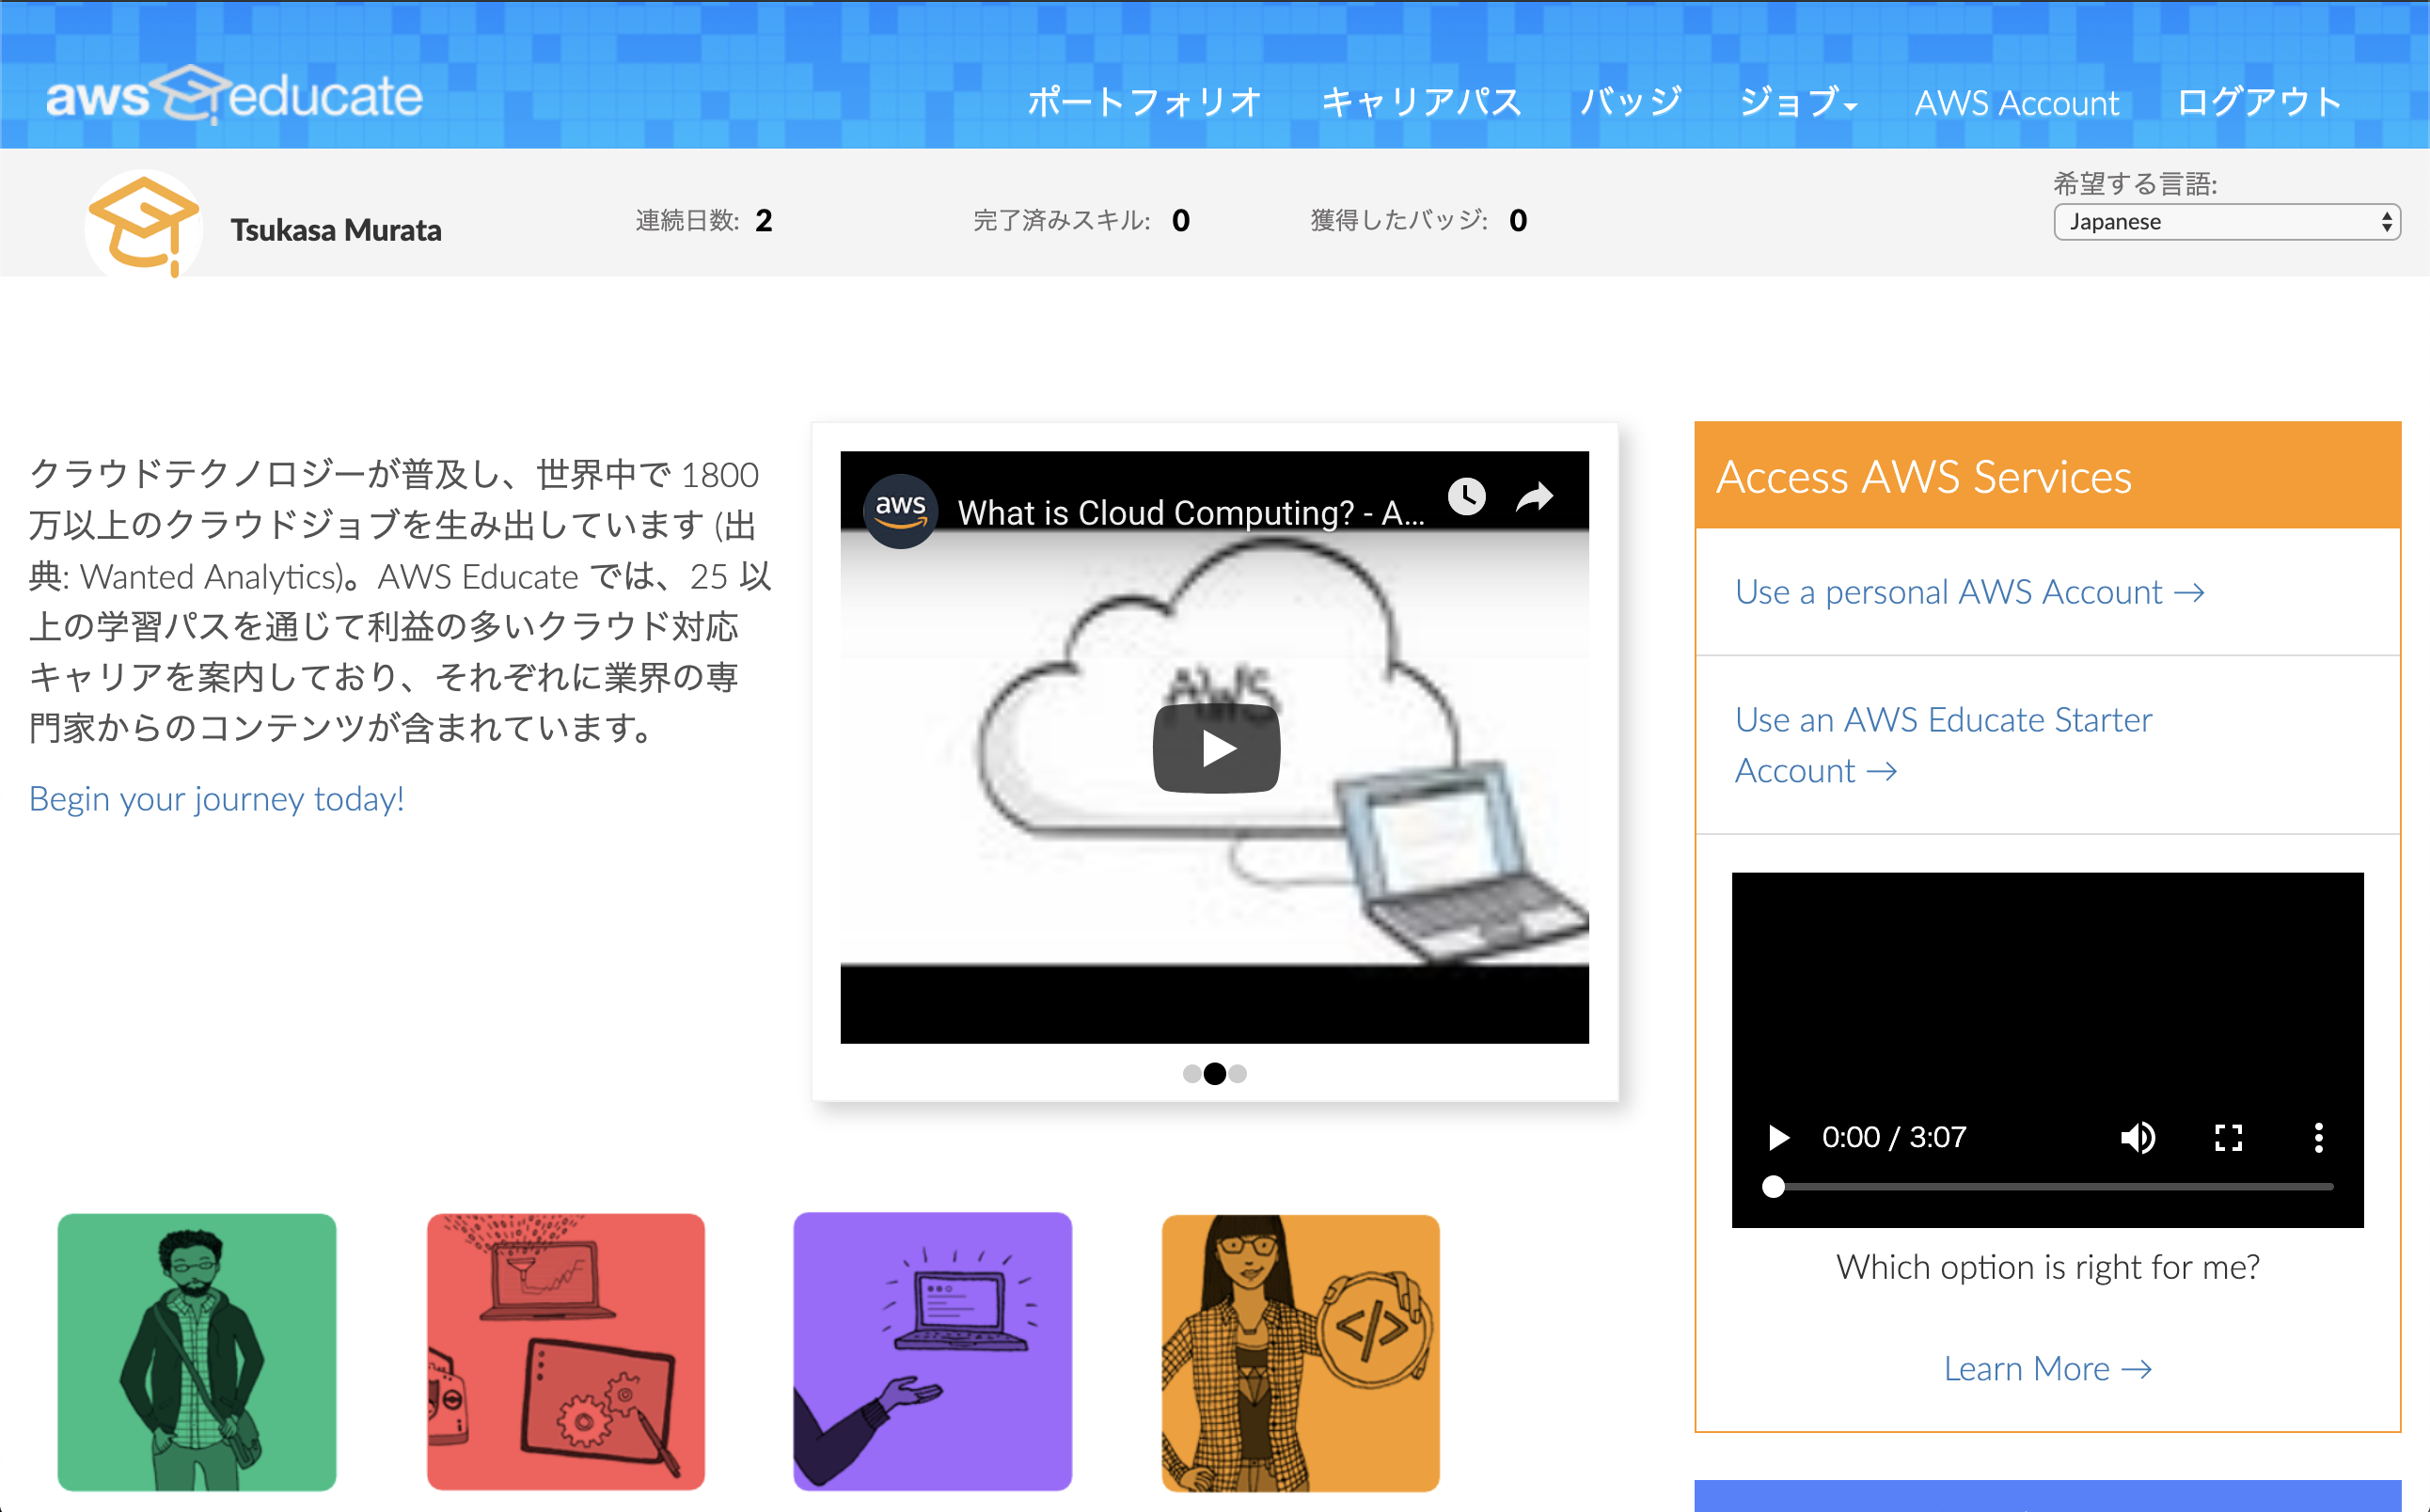 aws educate
ポートフォリオ キャリアパス バッジ ジョブ AWS Account ログアウト
Tsukasa Murata
連続日数: 2
完了済みスキル: 0
獲得したバッジ: 0
希望する言語:
Japanese
クラウドテクノロジーが普及し、世界中で 1800
万以上のクラウドジョブを生み出しています (出
典: Wanted Analytics)。AWS Educate では、25 以
上の学習パスを通じて利益の多いクラウド対応
キャリアを案内しており、それぞれに業界の専
門家からのコンテンツが含まれています。
Begin your journey today!
aws
What is Cloud Computing? - A...
AWS
Access AWS Services
Use a personal AWS Account →
Use an AWS Educate Starter
Account →
0:00 / 3:07
Which option is right for me?
Learn More →